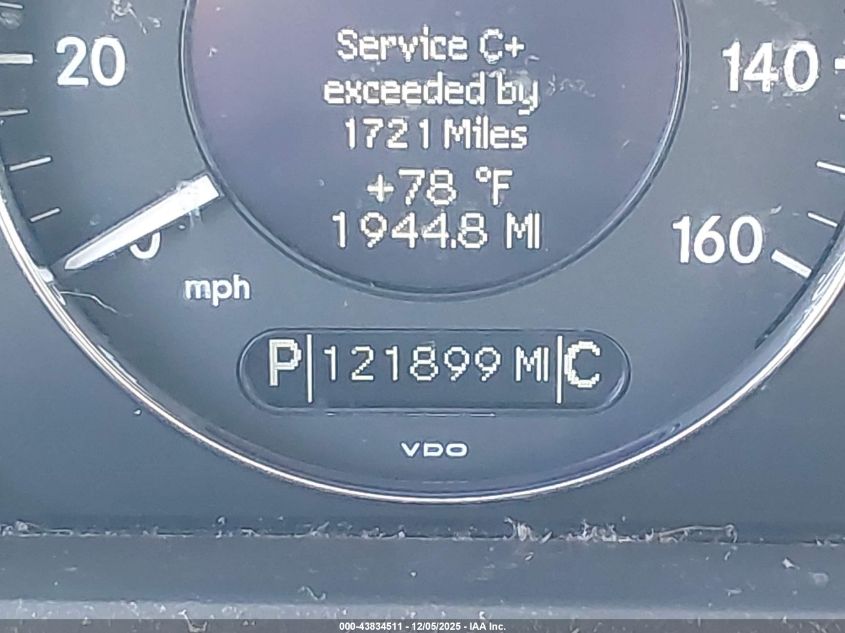 Service C+
exceeded by
1721 Miles
+78 °F
1944.8 MI
20
140
0
160
mph
P 121899 MI C
VDO
000-43834511 - 12/05/2025 - IAA Inc.